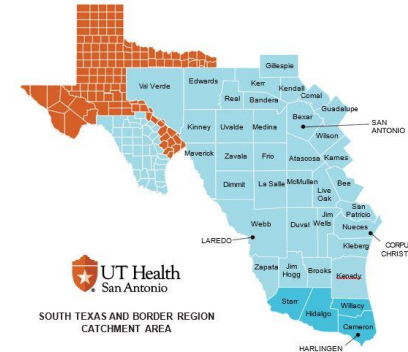 Gillespie
Val Verde
Edwards
Kerr
Kendall
Comal
Real
Bandera
Guadalupe
Bexar
SAN
ANTONIO
Kinney
Uvalde
Medina
Wilson
Maverick
Zavala
Frio
Atascosa
Karnes
Dimmit
La Salle
McMullen
Live
Oak
Bee
San
Patricio
Webb
Duval
Jim
Wells
Nueces
LAREDO
Kleberg
CORPU
CHRIST
Zapata
Jim
Hogg
Brooks
Kenedy
UT Health
San Antonio
Starr
Hidalgo
Willacy
Cameron
SOUTH TEXAS AND BORDER REGION
CATCHMENT AREA
HARLINGEN